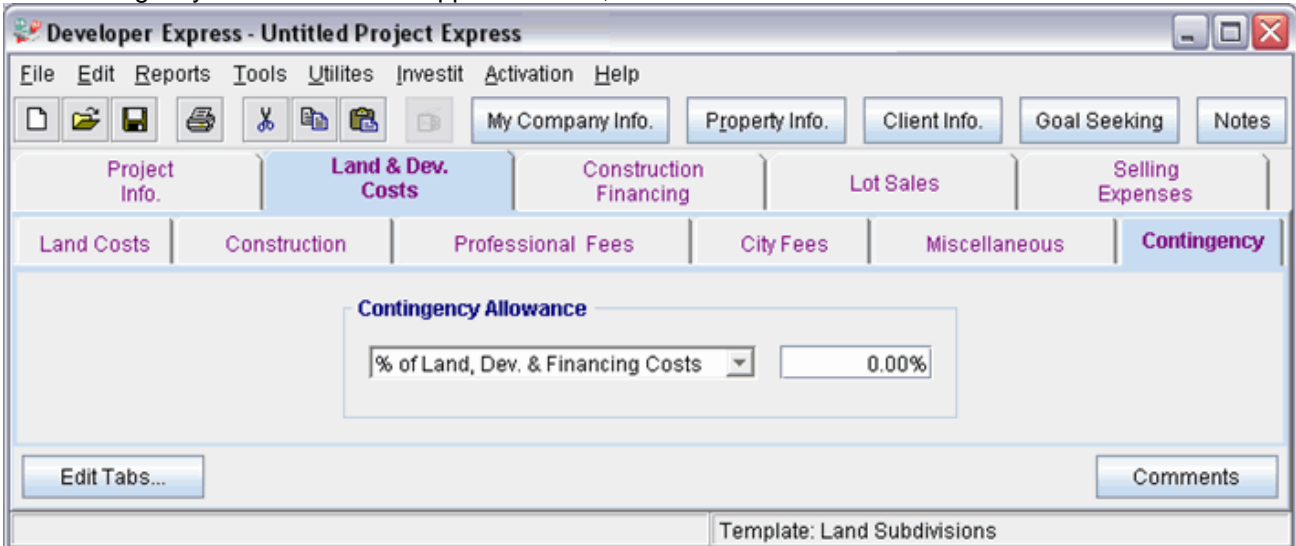 Developer Express - Untitled Project Express
File Edit Reports Tools Utilites Investit Activation Help
My Company Info. Property Info. Client Info. Goal Seeking Notes
Project Info. Land & Dev. Costs Construction Financing Lot Sales Selling Expenses
Land Costs Construction Professional Fees City Fees Miscellaneous Contingency
Contingency Allowance
% of Land, Dev. & Financing Costs 0.00%
Edit Tabs... Comments
Template: Land Subdivisions